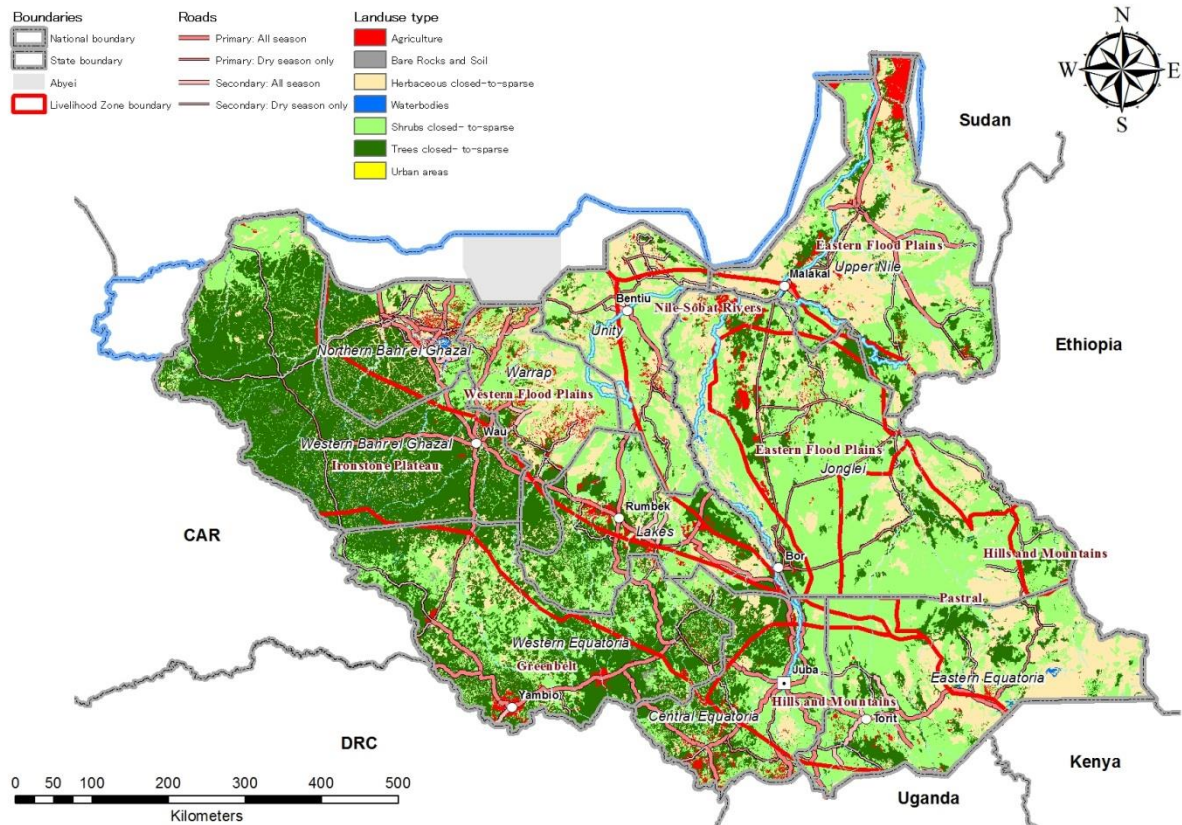 Boundaries
National boundary
State boundary
Abyei
Livelihood Zone boundary
Roads
Primary: All season
Primary: Dry season only
Secondary: All season
Secondary: Dry season only
Landuse type
Agriculture
Bare Rocks and Soil
Herbaceous closed-to-sparse
Waterbodies
Shrubs closed- to-sparse
Trees closed- to-sparse
Urban areas
N
W E
S
Sudan
Eastern Flood Plains
Upper Nile
Malakal
Bentiu
Nile-Sobat Rivers
Unity
Ethiopia
Northern Bahr el Ghazal
Warrap
Western Flood Plains
Wau
Western Bahr el Ghazal
Ironstone Plateau
Eastern Flood Plains
Jonglei
CAR
Rumbek
Lakes
Bor
Hills and Mountains
Pastral
Western Equatoria
Greenbelt
Juba
Eastern Equatoria
Yambio
Central Equatoria
Hills and Mountains
Torit
DRC
Kenya
Uganda
0 50 100 200 300 400 500
Kilometers